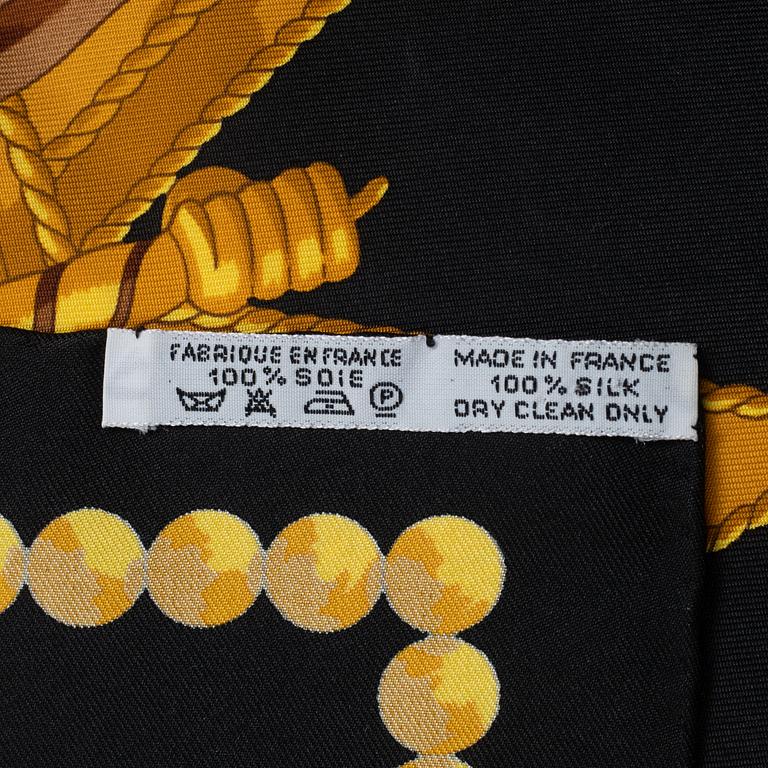 FABRIQUE EN FRANCE
100% SOIE
P
MADE IN FRANCE
100% SILK
DRY CLEAN ONLY